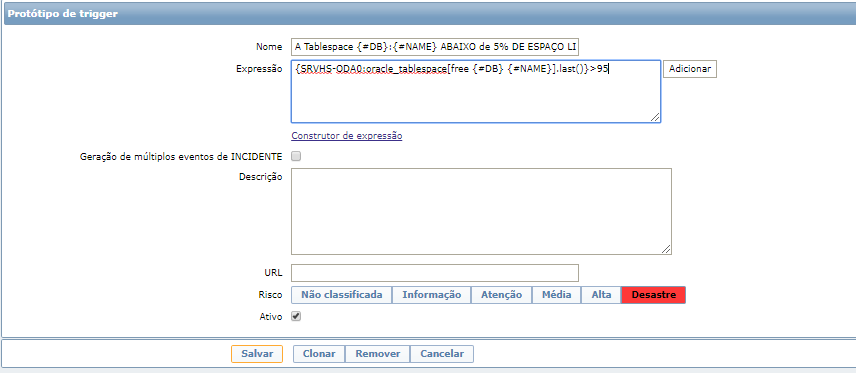 Protótipo de trigger
Nome A Tablespace {#DB}:{#NAME} ABAIXO de 5% DE ESPAÇO LI
Expressão {SRVHS-ODA0:oracle_tablespace[free {#DB} {#NAME}].last()}>95 Adicionar
Construtor de expressão
Geração de múltiplos eventos de INCIDENTE
Descrição
URL
Risco Não classificada Informação Atenção Média Alta Desastre
Ativo
Salvar Clonar Remover Cancelar